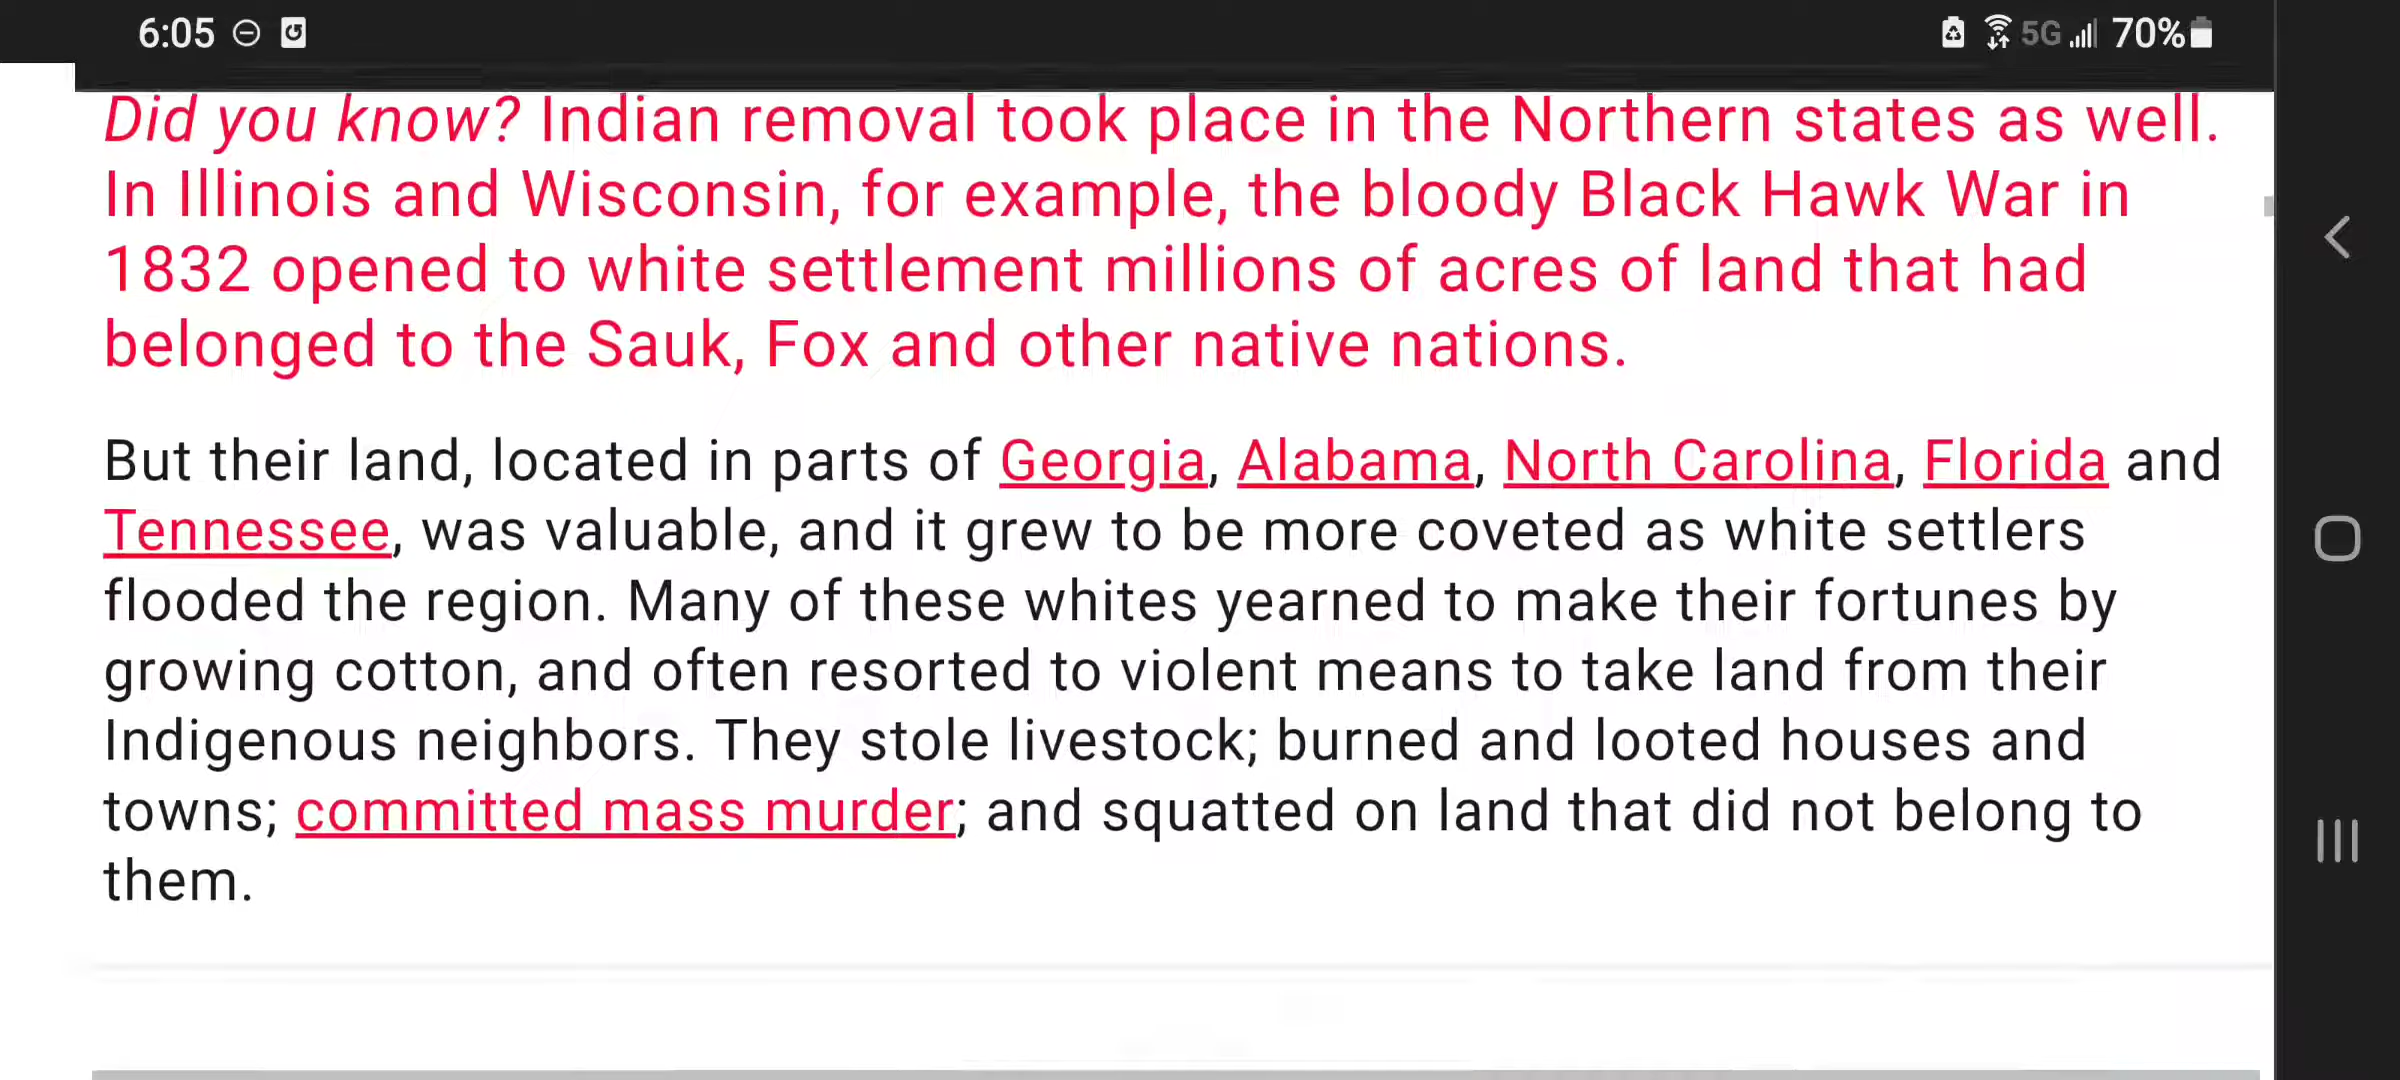 6:05
5G 70%
Did you know? Indian removal took place in the Northern states as well.
In Illinois and Wisconsin, for example, the bloody Black Hawk War in
1832 opened to white settlement millions of acres of land that had
belonged to the Sauk, Fox and other native nations.
But their land, located in parts of Georgia, Alabama, North Carolina, Florida and
Tennessee, was valuable, and it grew to be more coveted as white settlers
flooded the region. Many of these whites yearned to make their fortunes by
growing cotton, and often resorted to violent means to take land from their
Indigenous neighbors. They stole livestock; burned and looted houses and
towns; committed mass murder; and squatted on land that did not belong to
them.